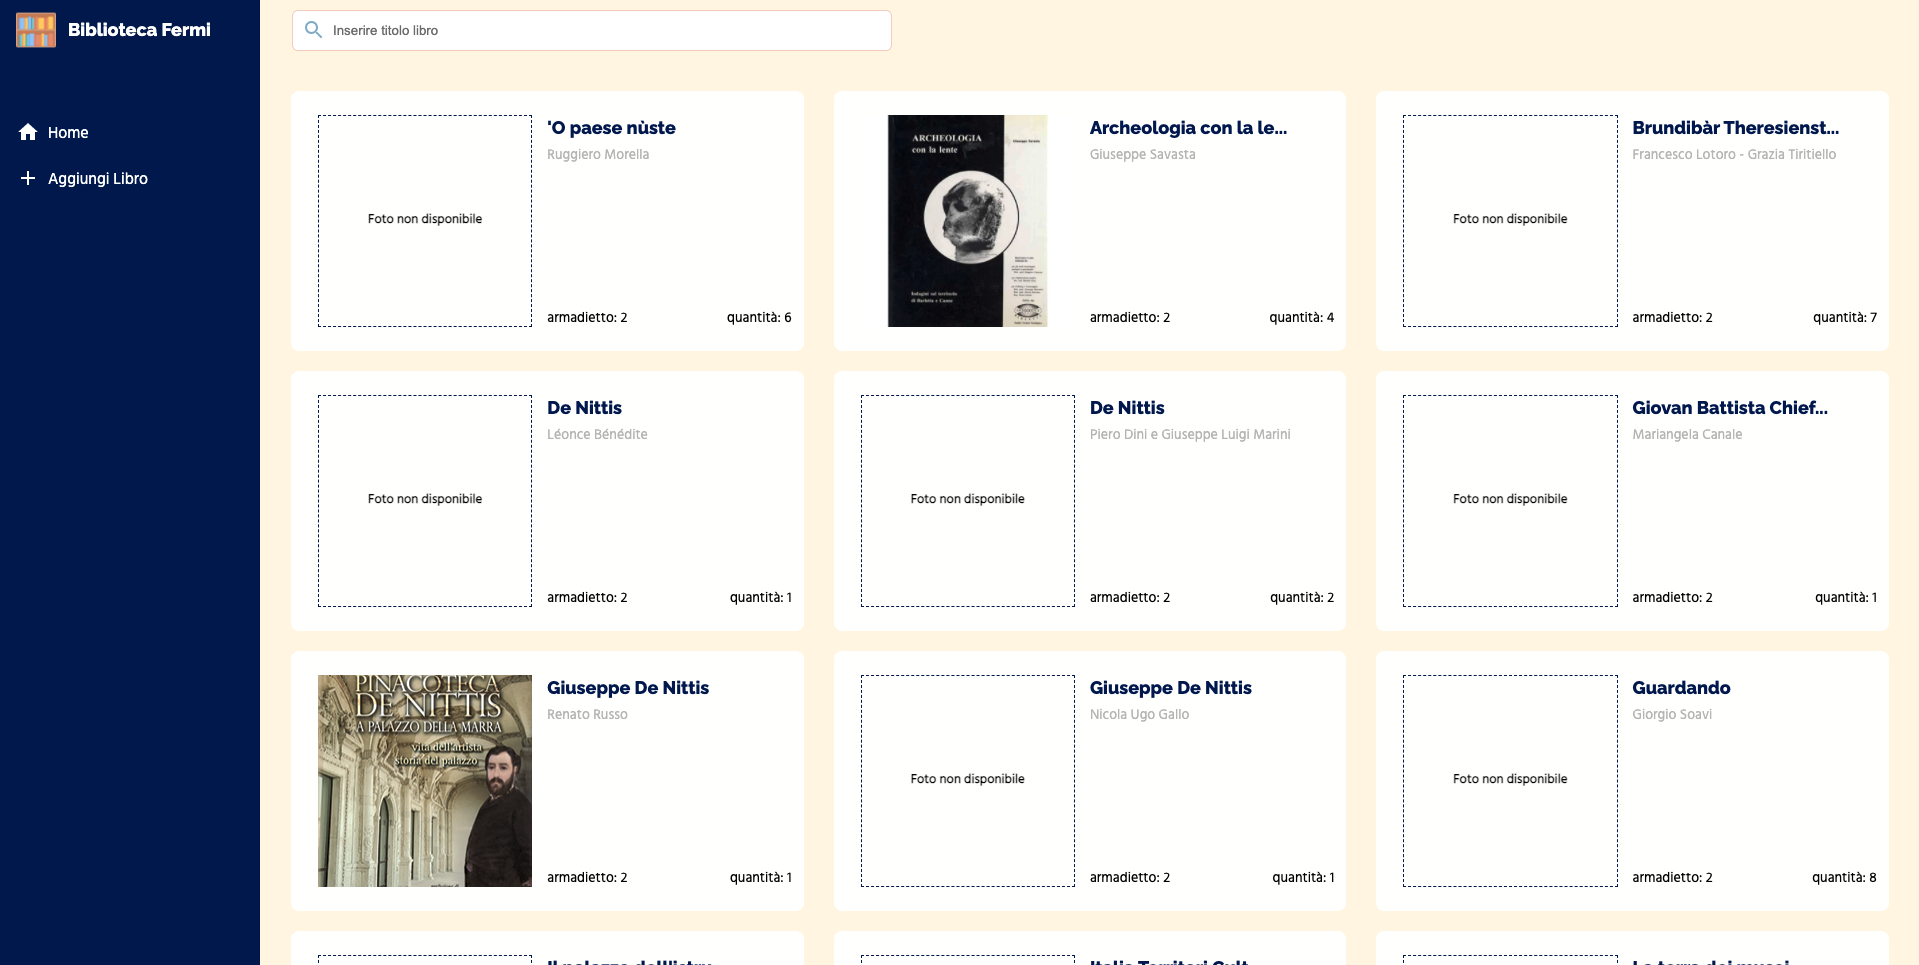 Biblioteca Fermi
Home
Aggiungi Libro
Inserire titolo libro
Foto non disponibile
'O paese nùste
Ruggiero Morella
armadietto: 2
quantità: 6
ARCHEOLOGIA
con la lente
Archeologia con la le...
Giuseppe Savasta
armadietto: 2
quantità: 4
Foto non disponibile
Brundibàr Theresienst...
Francesco Lotoro - Grazia Tiritiello
armadietto: 2
quantità: 7
Foto non disponibile
De Nittis
Léonce Bénédite
armadietto: 2
quantità: 1
Foto non disponibile
De Nittis
Piero Dini e Giuseppe Luigi Marini
armadietto: 2
quantità: 2
Foto non disponibile
Giovan Battista Chief...
Mariangela Canale
armadietto: 2
quantità: 1
PINACOTECA
DE NITTIS
A PALAZZO DELLA MARRA
vita dell'artista
storia del palazzo
Giuseppe De Nittis
Renato Russo
armadietto: 2
quantità: 1
Foto non disponibile
Giuseppe De Nittis
Nicola Ugo Gallo
armadietto: 2
quantità: 1
Foto non disponibile
Guardando
Giorgio Soavi
armadietto: 2
quantità: 8